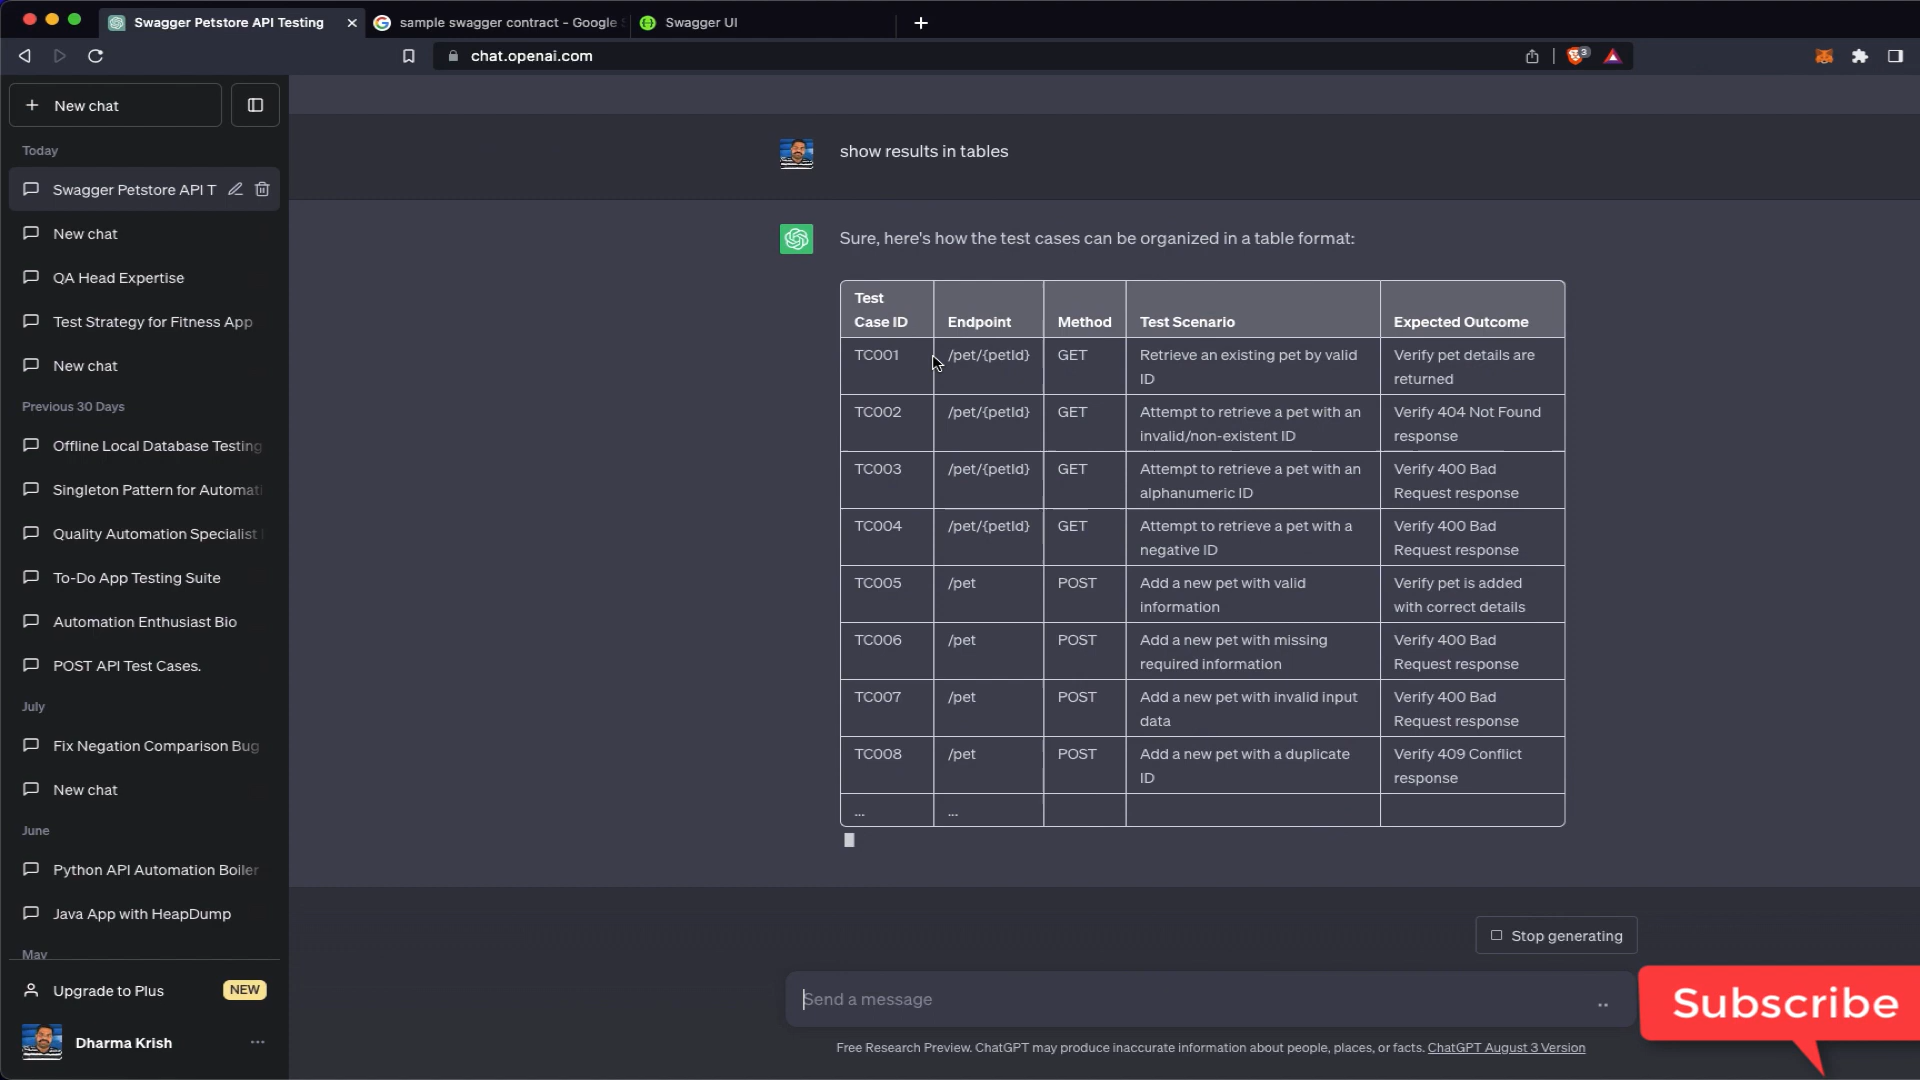 Swagger Petstore API Testing
sample swagger contract - Google S
Swagger UI
chat.openai.com
3
New chat
Today
Swagger Petstore API T
New chat
QA Head Expertise
Test Strategy for Fitness App
New chat
Previous 30 Days
Offline Local Database Testing
Singleton Pattern for Automati
Quality Automation Specialist
To-Do App Testing Suite
Automation Enthusiast Bio
POST API Test Cases.
July
Fix Negation Comparison Bug
New chat
June
Python API Automation Boiler
Java App with HeapDump
May
Upgrade to Plus NEW
Dharma Krish
show results in tables
Sure, here's how the test cases can be organized in a table format:
Test
Case ID Endpoint Method Test Scenario Expected Outcome
TC001 /pet/{petId} GET Retrieve an existing pet by valid Verify pet details are
ID returned
TC002 /pet/{petId} GET Attempt to retrieve a pet with an Verify 404 Not Found
invalid/non-existent ID response
TC003 /pet/{petId} GET Attempt to retrieve a pet with an Verify 400 Bad
alphanumeric ID Request response
TC004 /pet/{petId} GET Attempt to retrieve a pet with a Verify 400 Bad
negative ID Request response
TC005 /pet POST Add a new pet with valid Verify pet is added
information with correct details
TC006 /pet POST Add a new pet with missing Verify 400 Bad
required information Request response
TC007 /pet POST Add a new pet with invalid input Verify 400 Bad
data Request response
TC008 /pet POST Add a new pet with a duplicate Verify 409 Conflict
ID response
... ...
Stop generating
Send a message
Free Research Preview. ChatGPT may produce inaccurate information about people, places, or facts. ChatGPT August 3 Version
Subscribe